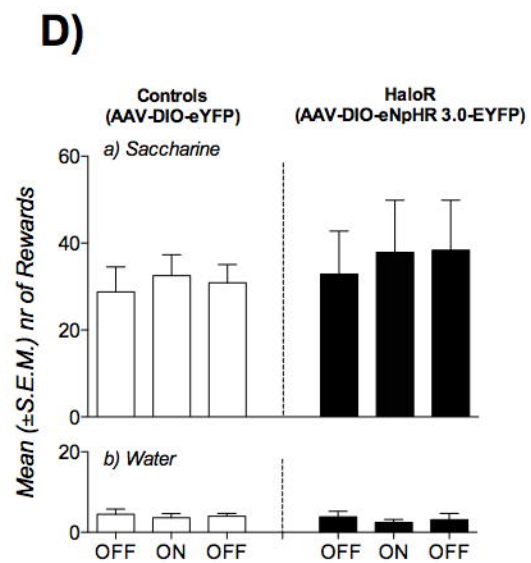 D)
Controls
(AAV-DIO-eYFP)
HaloR
(AAV-DIO-eNpHR 3.0-EYFP)
Mean (±S.E.M.) nr of Rewards
a) Saccharine
60
40
20
0
b) Water
20
0
OFF ON OFF OFF ON OFF